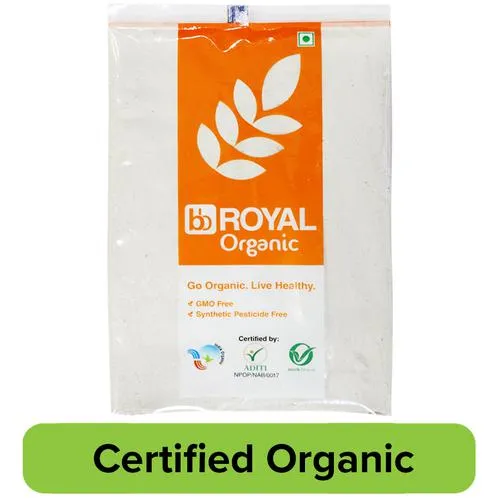 bb ROYAL
Organic
Go Organic. Live Healthy.
GMO Free
Synthetic Pesticide Free
Certified by:
ADITI
NPOP/NAB/0017
Certified Organic